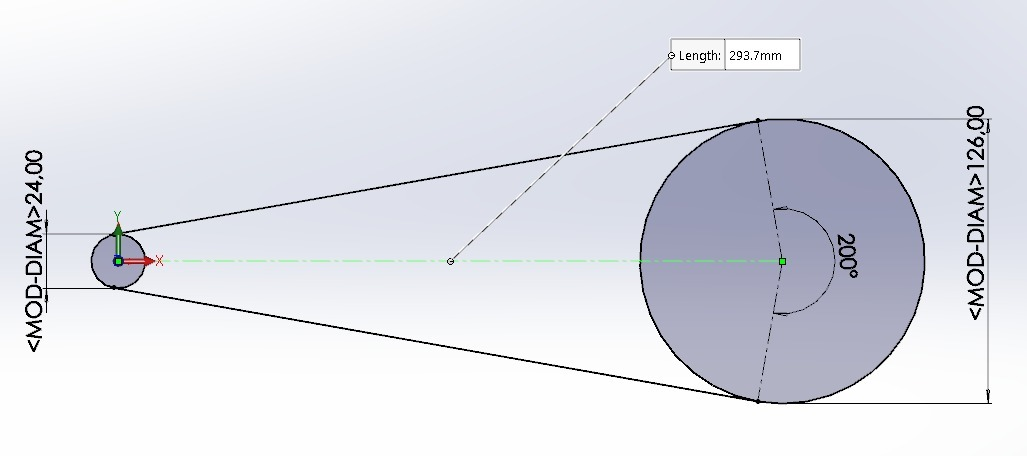 Length: 293.7mm
<MOD-DIAM>24,00
Y
X
200°
<MOD-DIAM>126,00